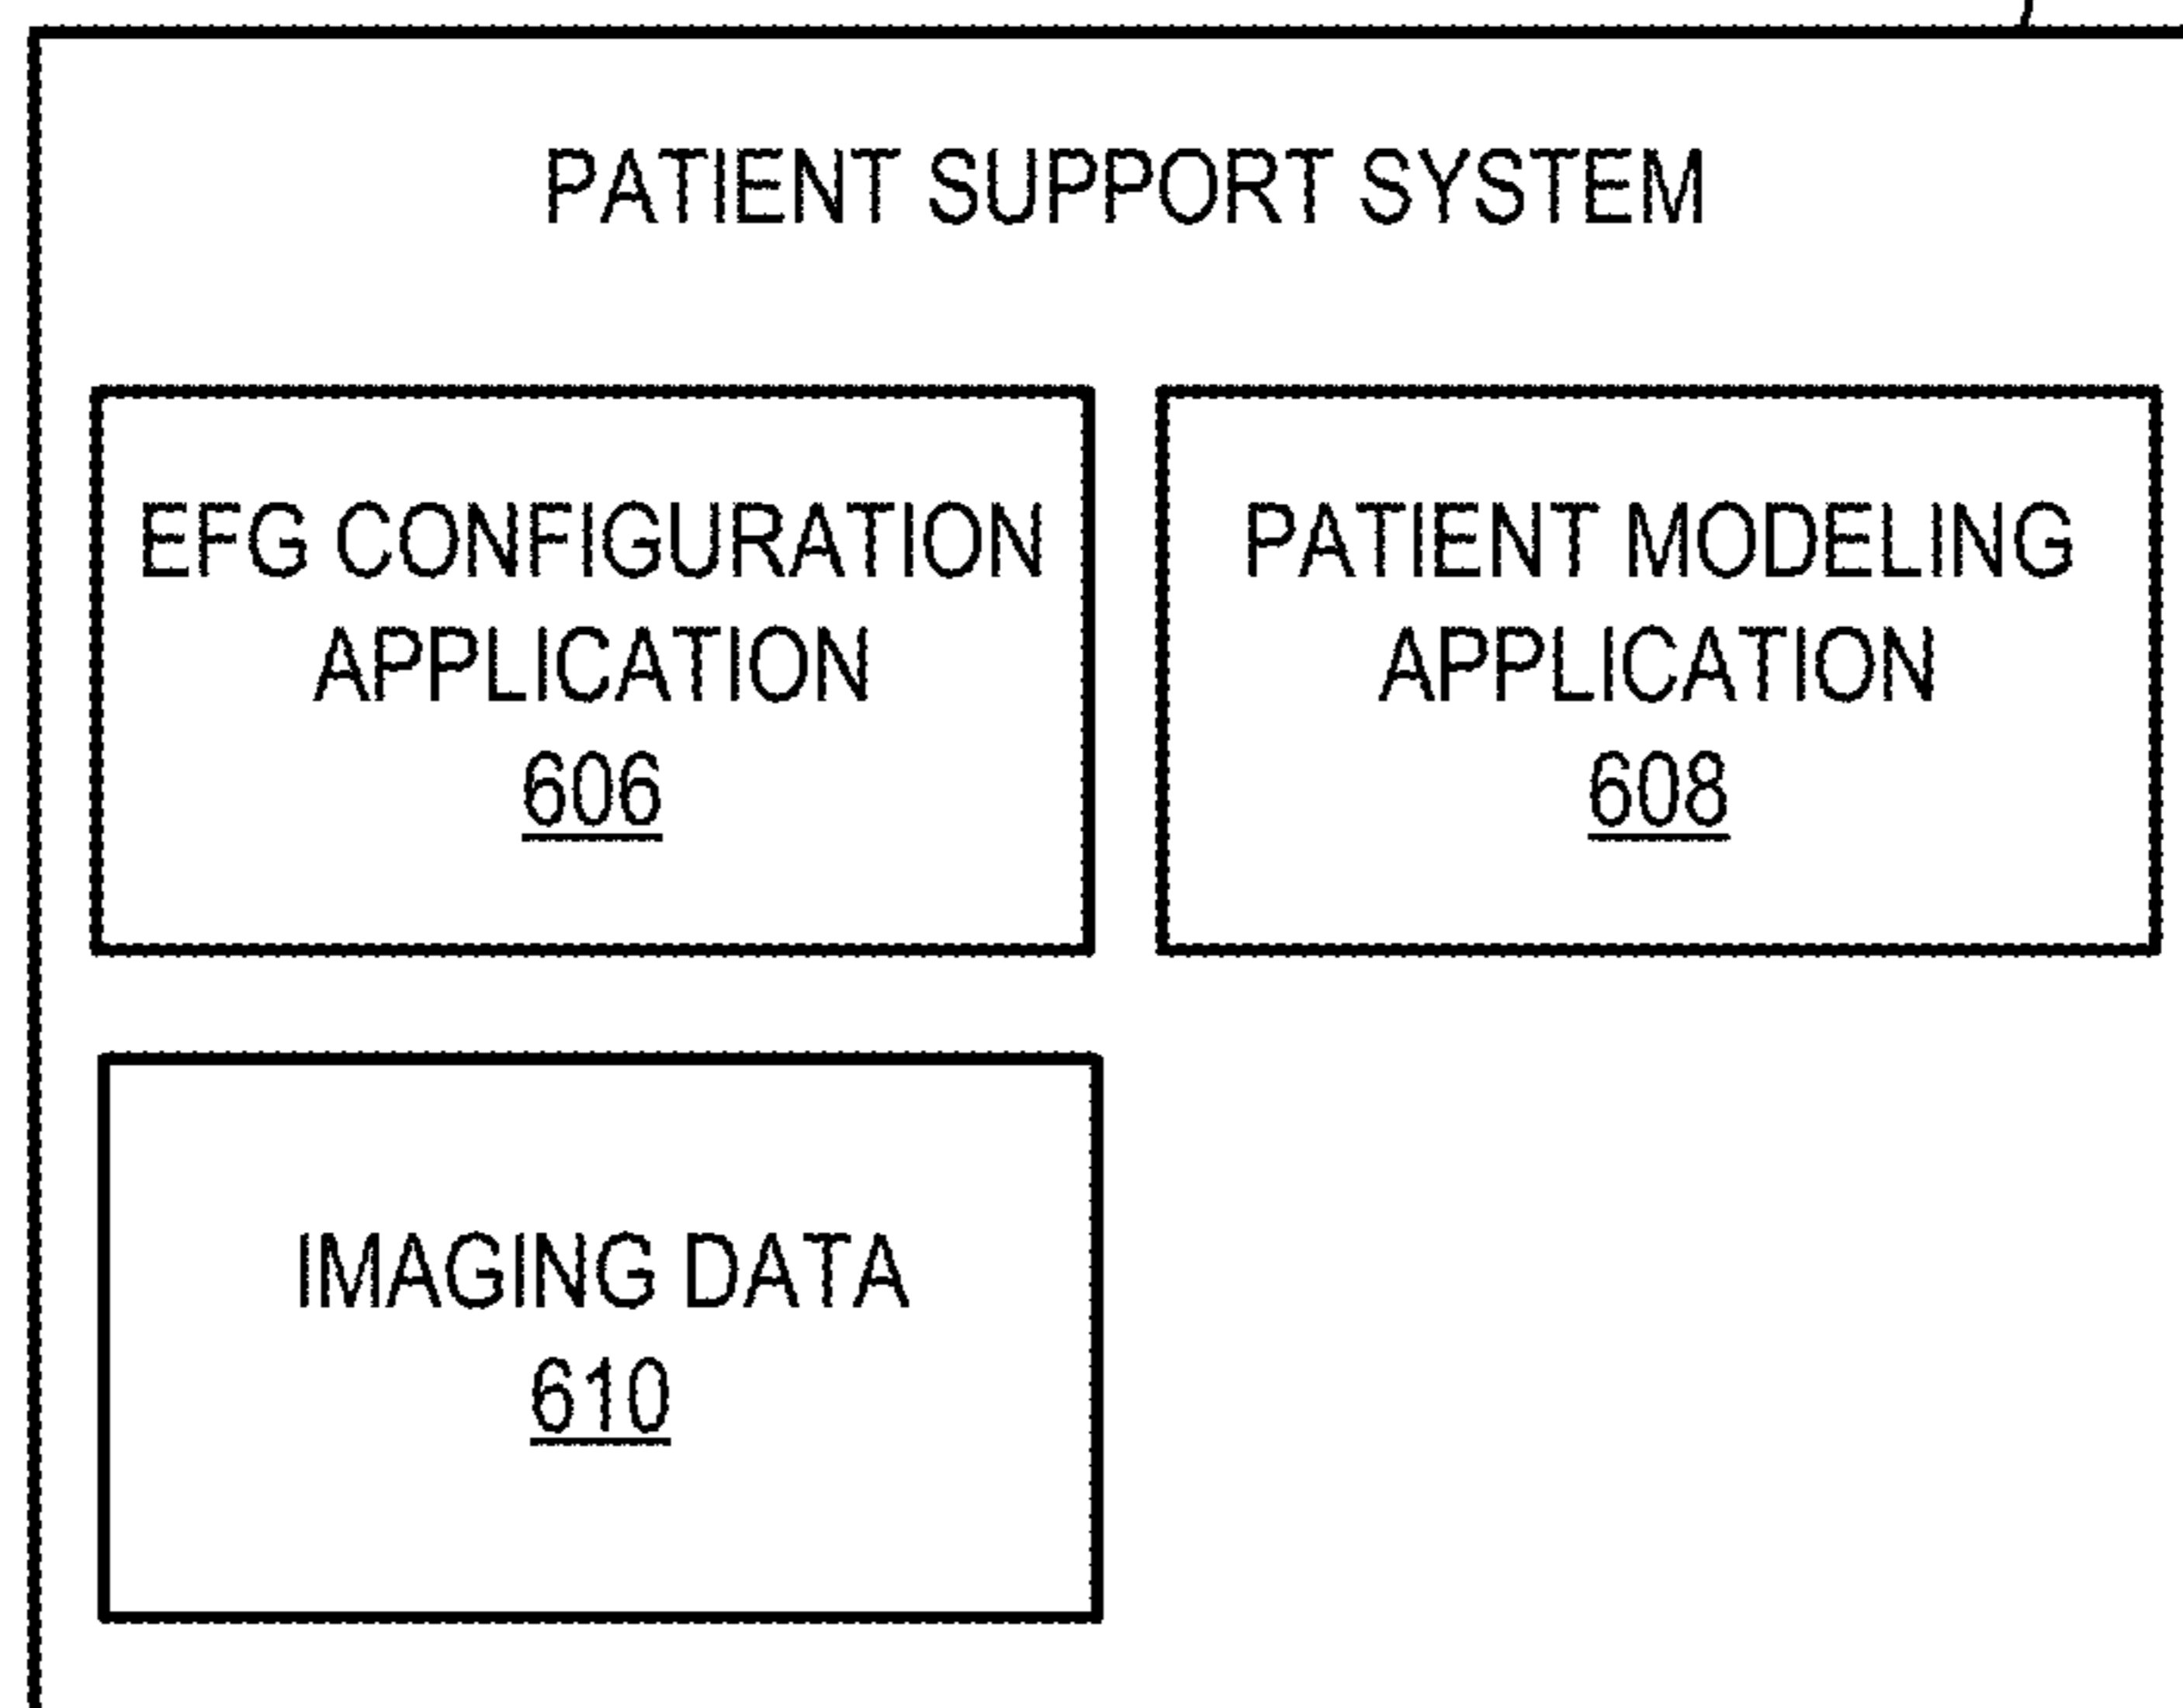 PATIENT SUPPORT SYSTEM
EFG CONFIGURATION
APPLICATION
606
PATIENT MODELING
APPLICATION
608
IMAGING DATA
610